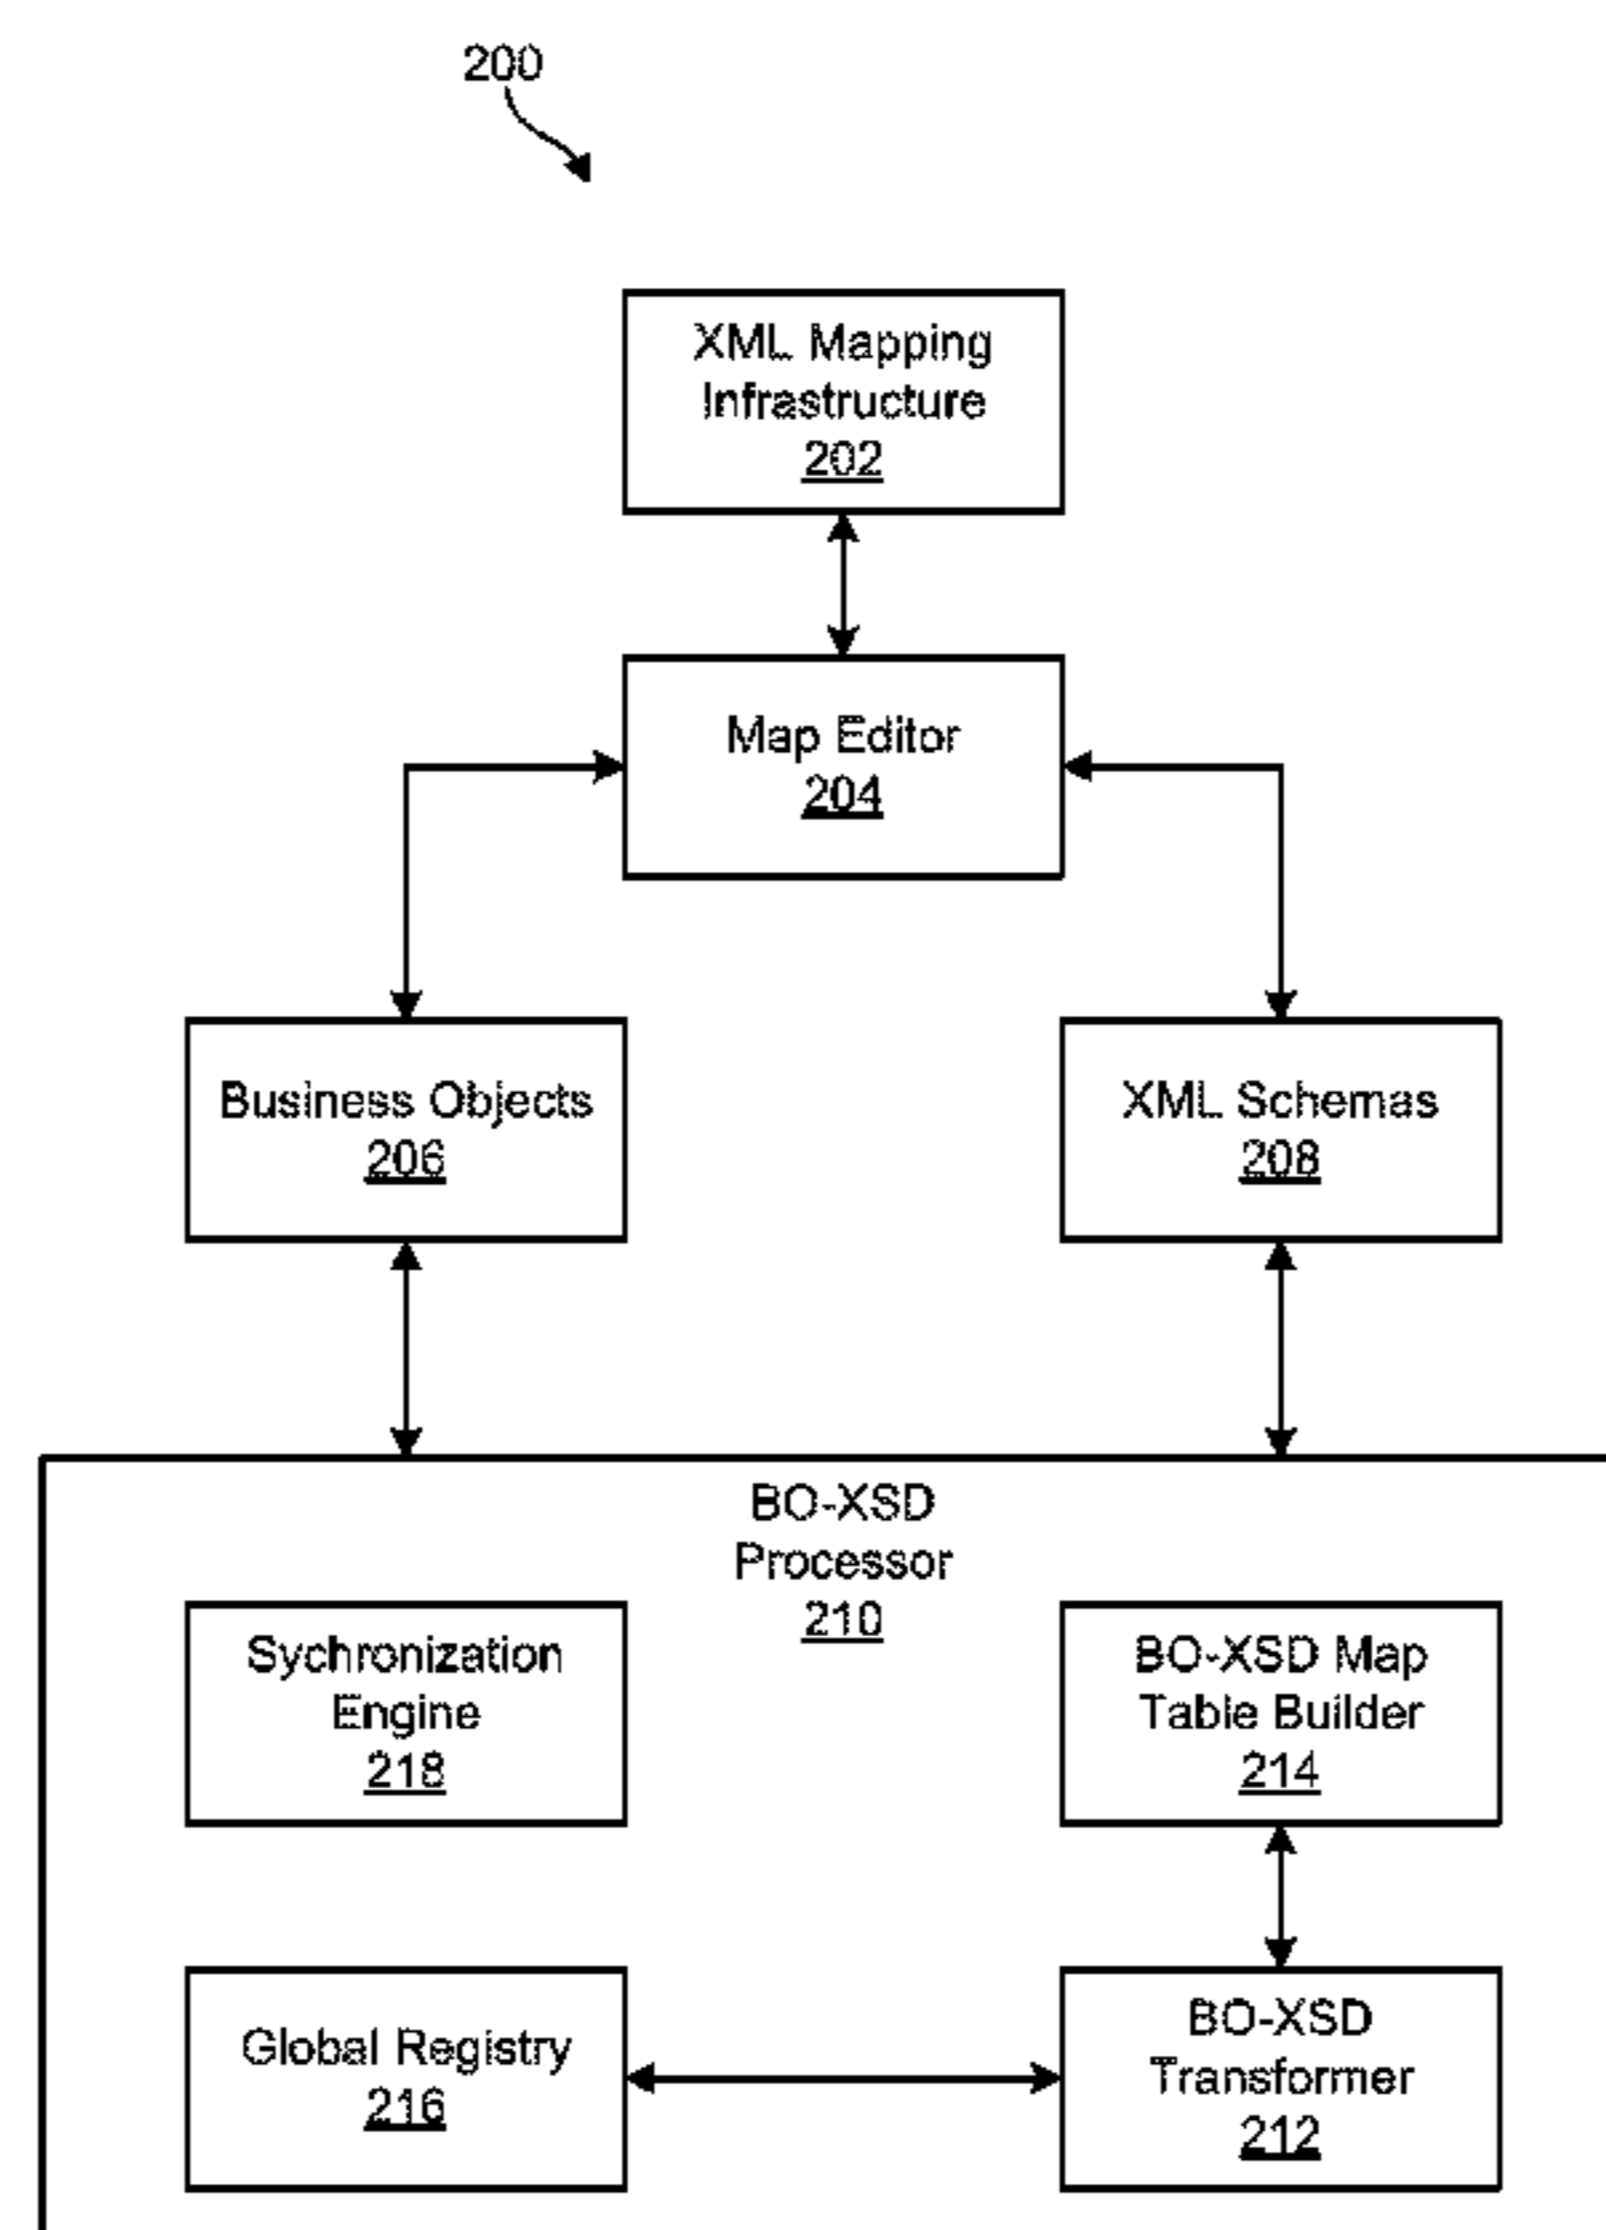 200
XML Mapping
Infrastructure
202
Map Editor
204
Business Objects
206
XML Schemas
208
BO-XSD
Processor
210
Sychronization
Engine
218
BO-XSD Map
Table Builder
214
Global Registry
216
BO-XSD
Transformer
212